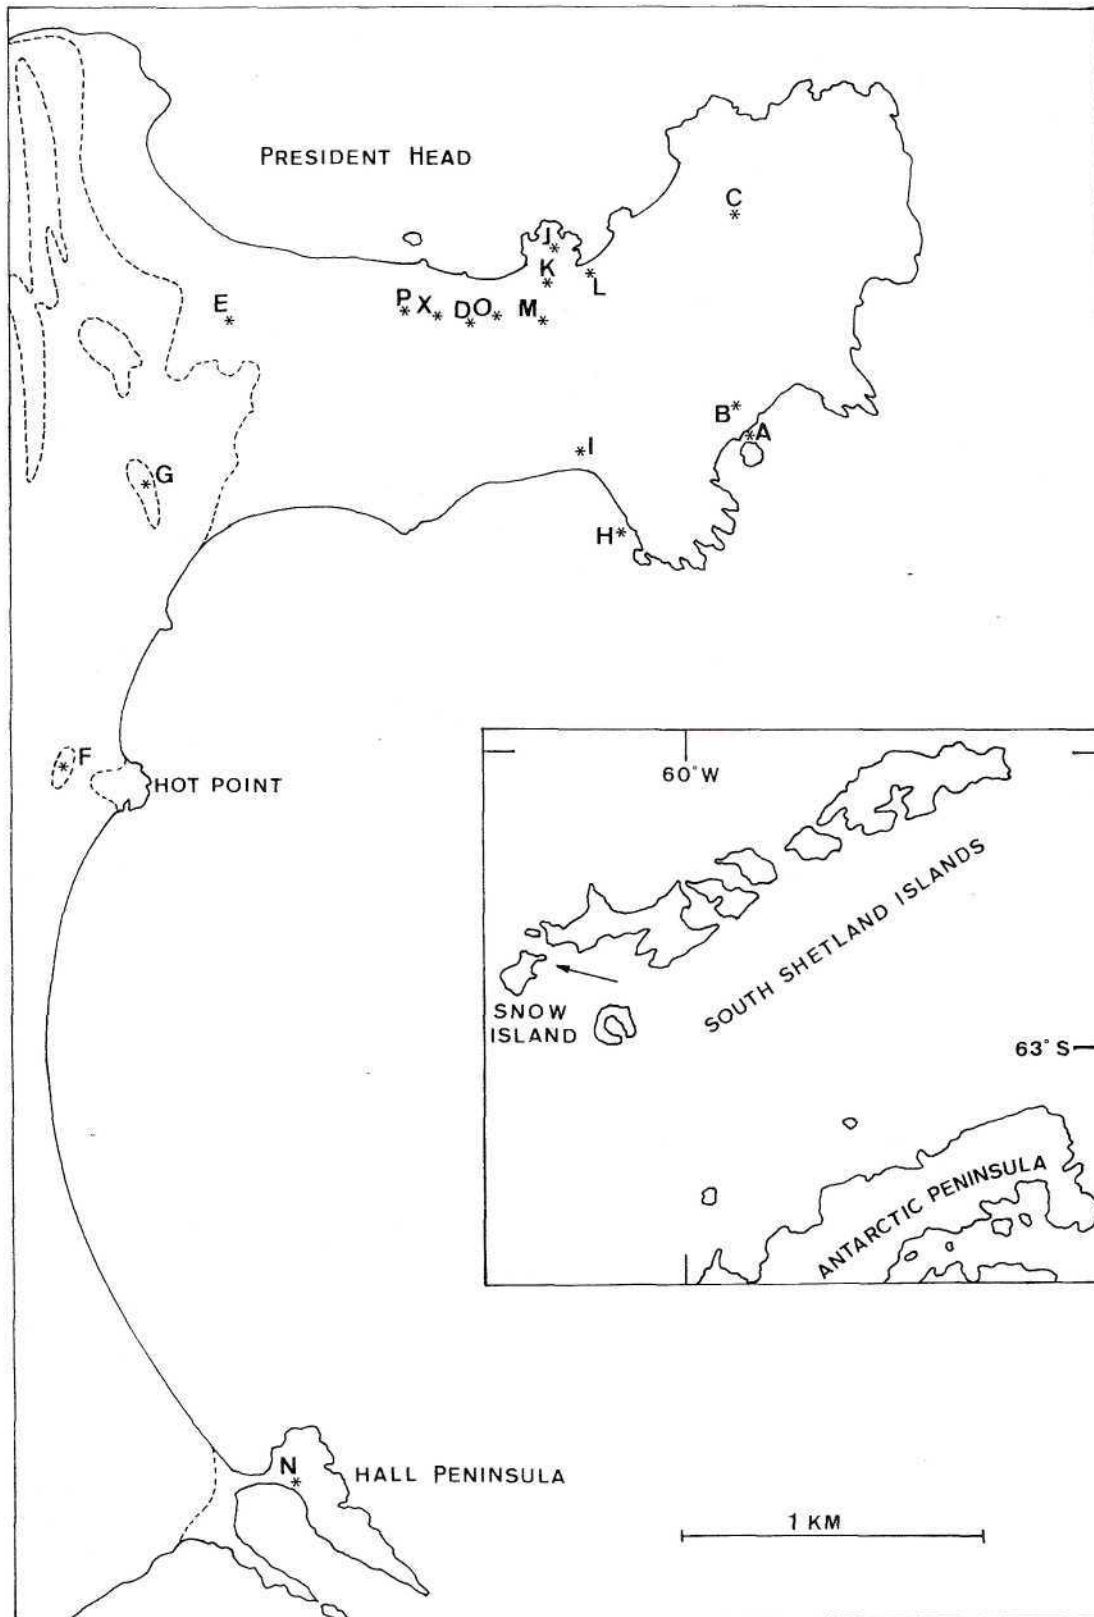 PRESIDENT HEAD
C
J
K
L
E
P X D O M
B
A
I
G
H
F
HOT POINT
60°W
SOUTH SHETLAND ISLANDS
SNOW
ISLAND
63°S
ANTARCTIC PENINSULA
N
HALL PENINSULA
1 KM